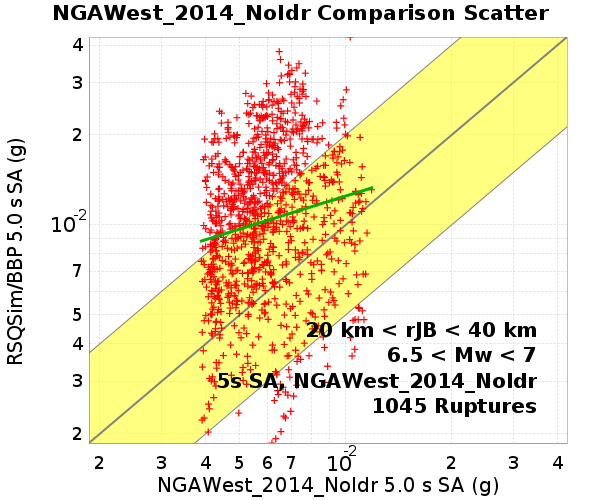 NGAWest_2014_NoIdr Comparison Scatter
4
3
2
10⁻²
7
5
4
3
2
RSQSim/BBP 5.0 s SA (g)
20 km < rJB < 40 km
6.5 < Mw < 7
5s SA, NGAWest_2014_NoIdr
1045 Ruptures
2 3 4 5 6 7 10⁻² 2 3 4
NGAWest_2014_NoIdr 5.0 s SA (g)